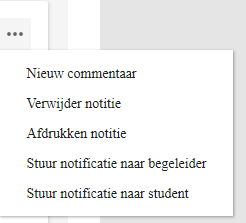 Nieuw commentaar
Verwijder notitie
Afdrukken notitie
Stuur notificatie naar begeleider
Stuur notificatie naar student